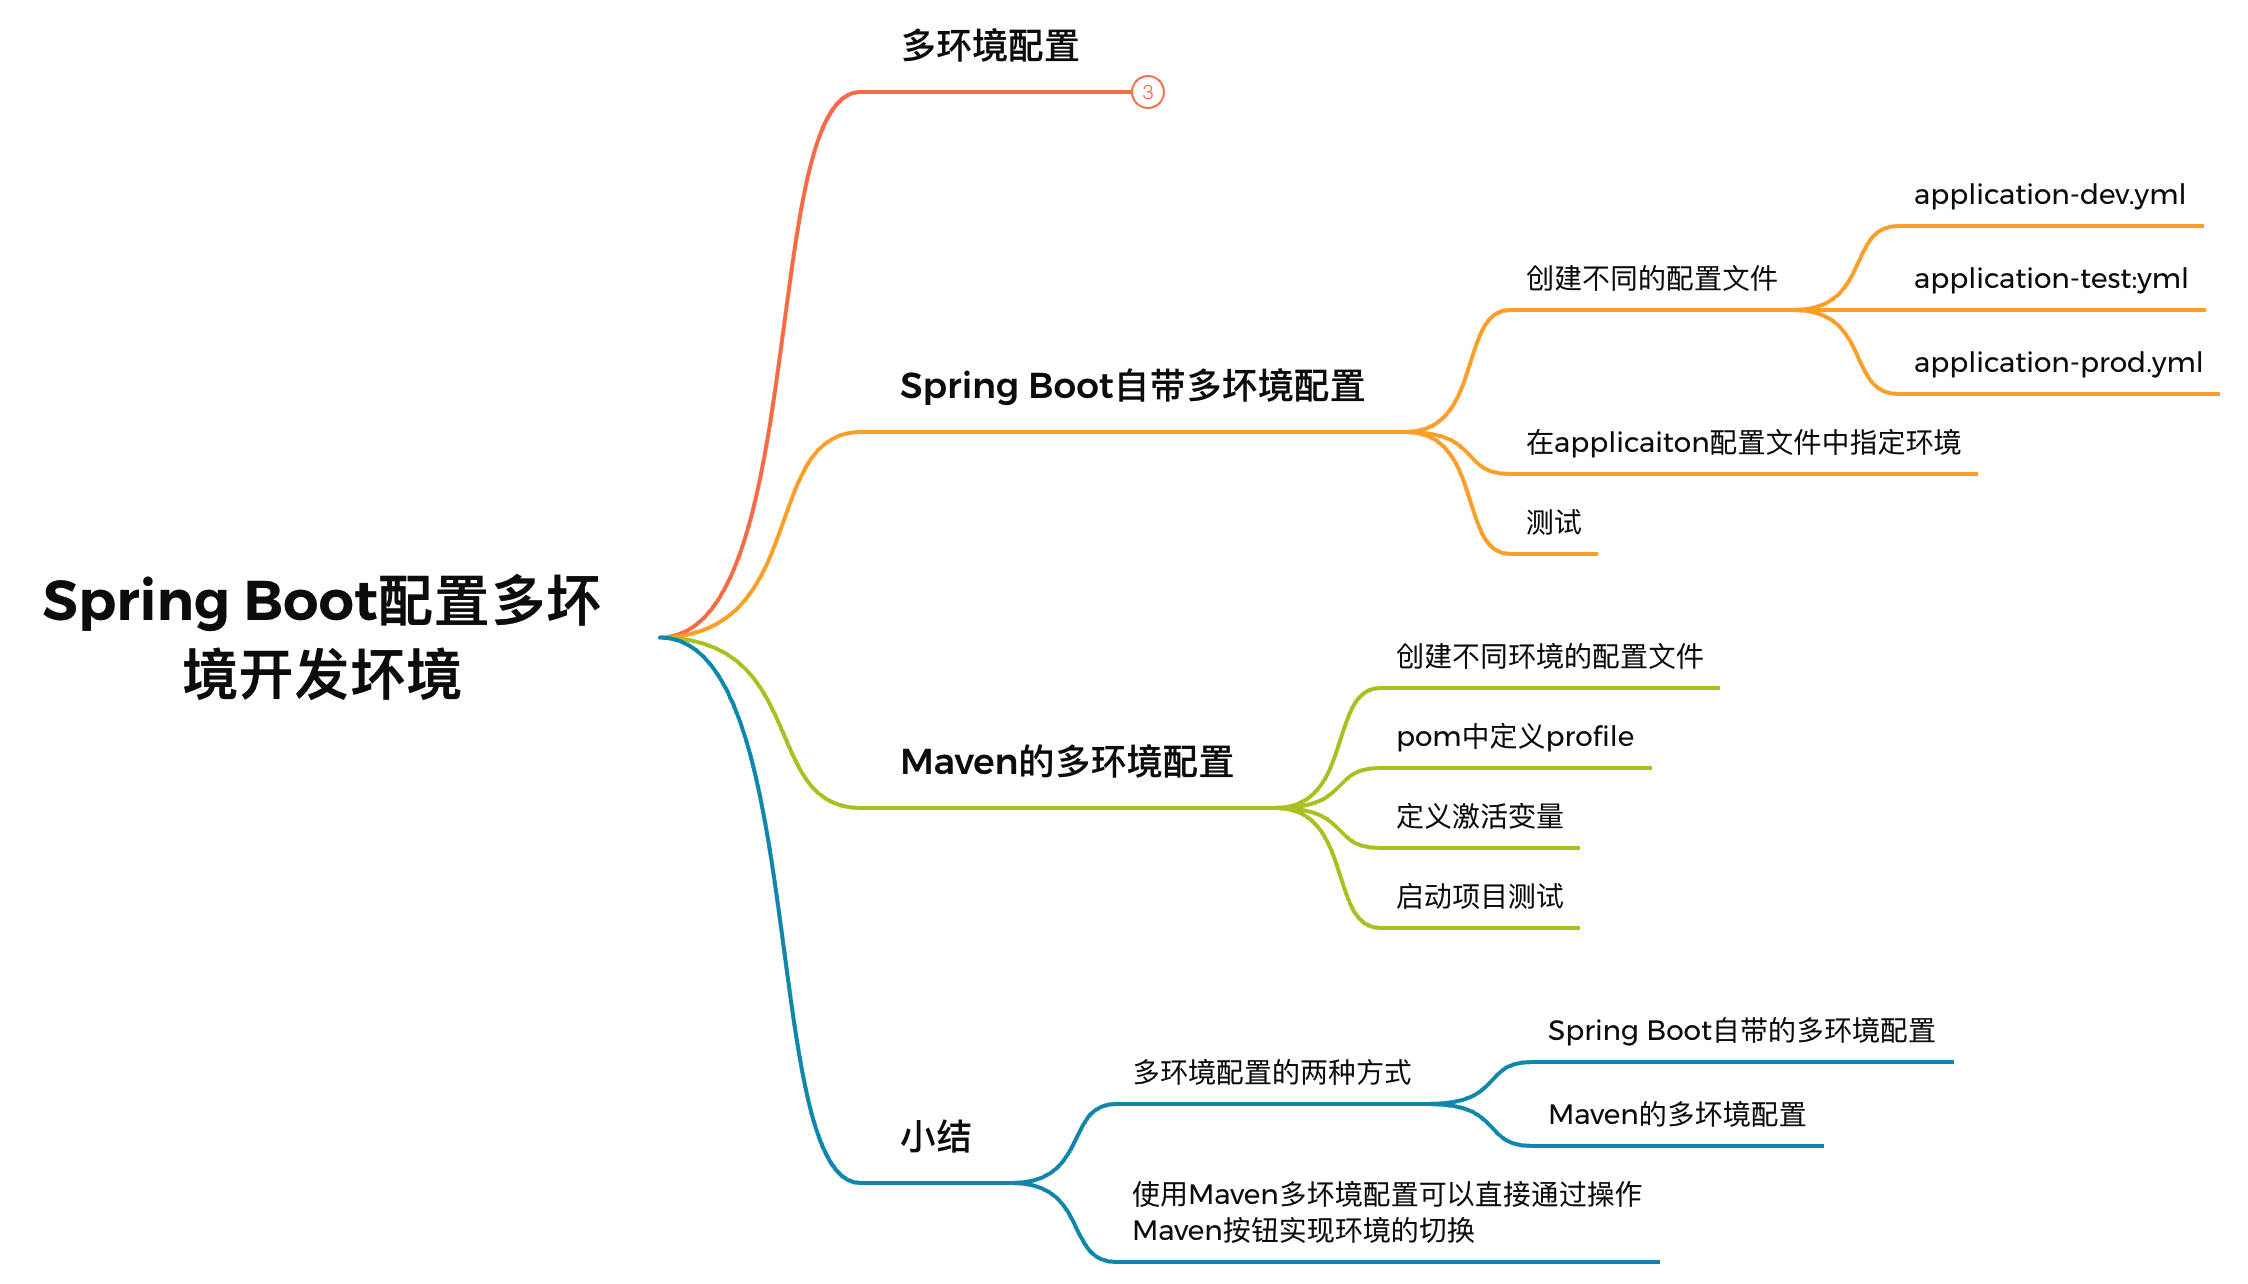 多环境配置
3
application-dev.yml
创建不同的配置文件
application-test:yml
application-prod.yml
Spring Boot自带多坏境配置
在applicaiton配置文件中指定环境
测试
Spring Boot配置多坏
境开发坏境
创建不同环境的配置文件
pom中定义profile
Maven的多环境配置
定义激活变量
启动项目测试
Spring Boot自带的多环境配置
多环境配置的两种方式
Maven的多坏境配置
小结
使用Maven多坏境配置可以直接通过操作
Maven按钮实现环境的切换